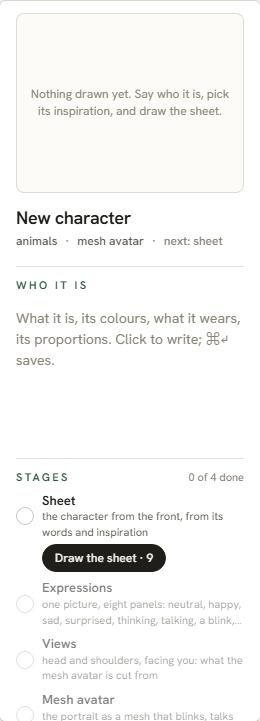 Nothing drawn yet. Say who it is, pick
its inspiration, and draw the sheet.
New character
animals · mesh avatar · next: sheet
WHO IT IS
What it is, its colours, what it wears,
its proportions. Click to write; ⌘↵
saves.
STAGES 0 of 4 done
Sheet
the character from the front, from its
words and inspiration
Draw the sheet · 9
Expressions
one picture, eight panels: neutral, happy,
sad, surprised, thinking, talking, a blink,…
Views
head and shoulders, facing you: what the
mesh avatar is cut from
Mesh avatar
the portrait as a mesh that blinks, talks